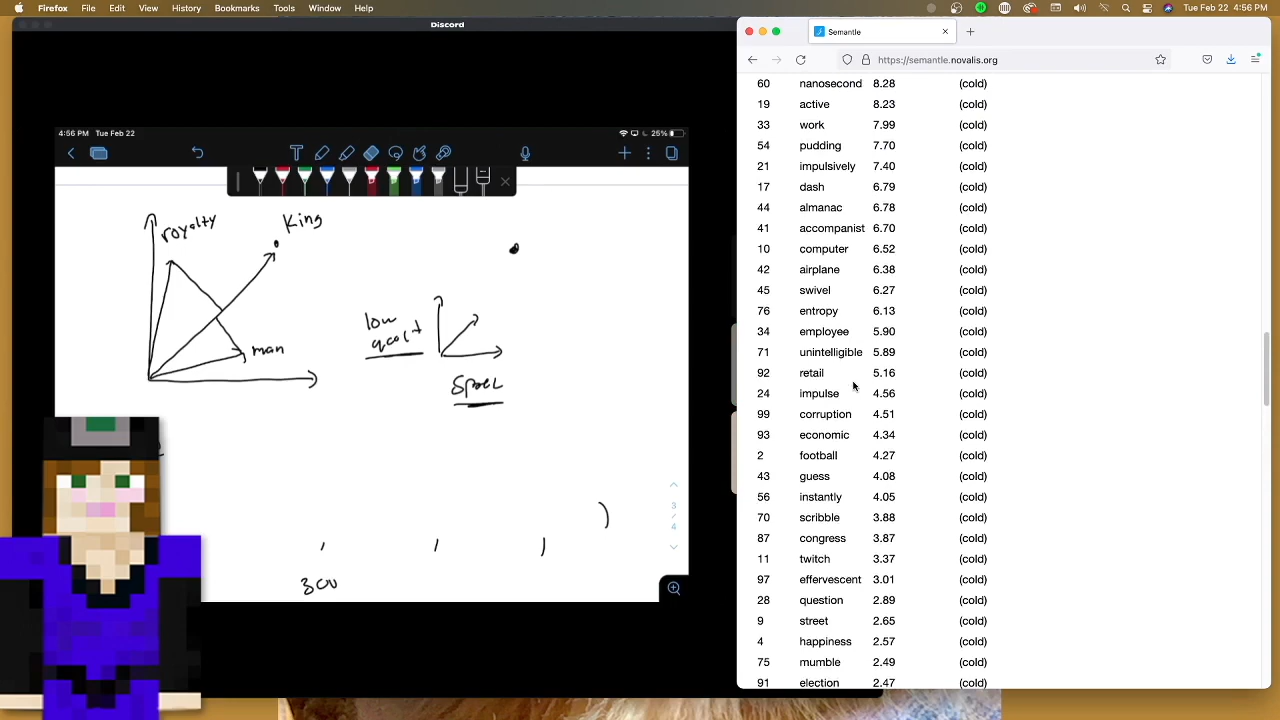 Firefox File Edit View History Bookmarks Tools Window Help Tue Feb 22 4:56 PM
Discord
Semantle
https://semantle.novalis.org
4:56 PM Tue Feb 22 25%
T
royalty King
man
low
Space
3
4
300
60 nanosecond 8.28 (cold)
19 active 8.23 (cold)
33 work 7.99 (cold)
54 pudding 7.70 (cold)
21 impulsively 7.40 (cold)
17 dash 6.79 (cold)
44 almanac 6.78 (cold)
41 accompanist 6.70 (cold)
10 computer 6.52 (cold)
42 airplane 6.38 (cold)
45 swivel 6.27 (cold)
76 entropy 6.13 (cold)
34 employee 5.90 (cold)
71 unintelligible 5.89 (cold)
92 retail 5.16 (cold)
24 impulse 4.56 (cold)
99 corruption 4.51 (cold)
93 economic 4.34 (cold)
2 football 4.27 (cold)
43 guess 4.08 (cold)
56 instantly 4.05 (cold)
70 scribble 3.88 (cold)
87 congress 3.87 (cold)
11 twitch 3.37 (cold)
97 effervescent 3.01 (cold)
28 question 2.89 (cold)
9 street 2.65 (cold)
4 happiness 2.57 (cold)
75 mumble 2.49 (cold)
91 election 2.47 (cold)